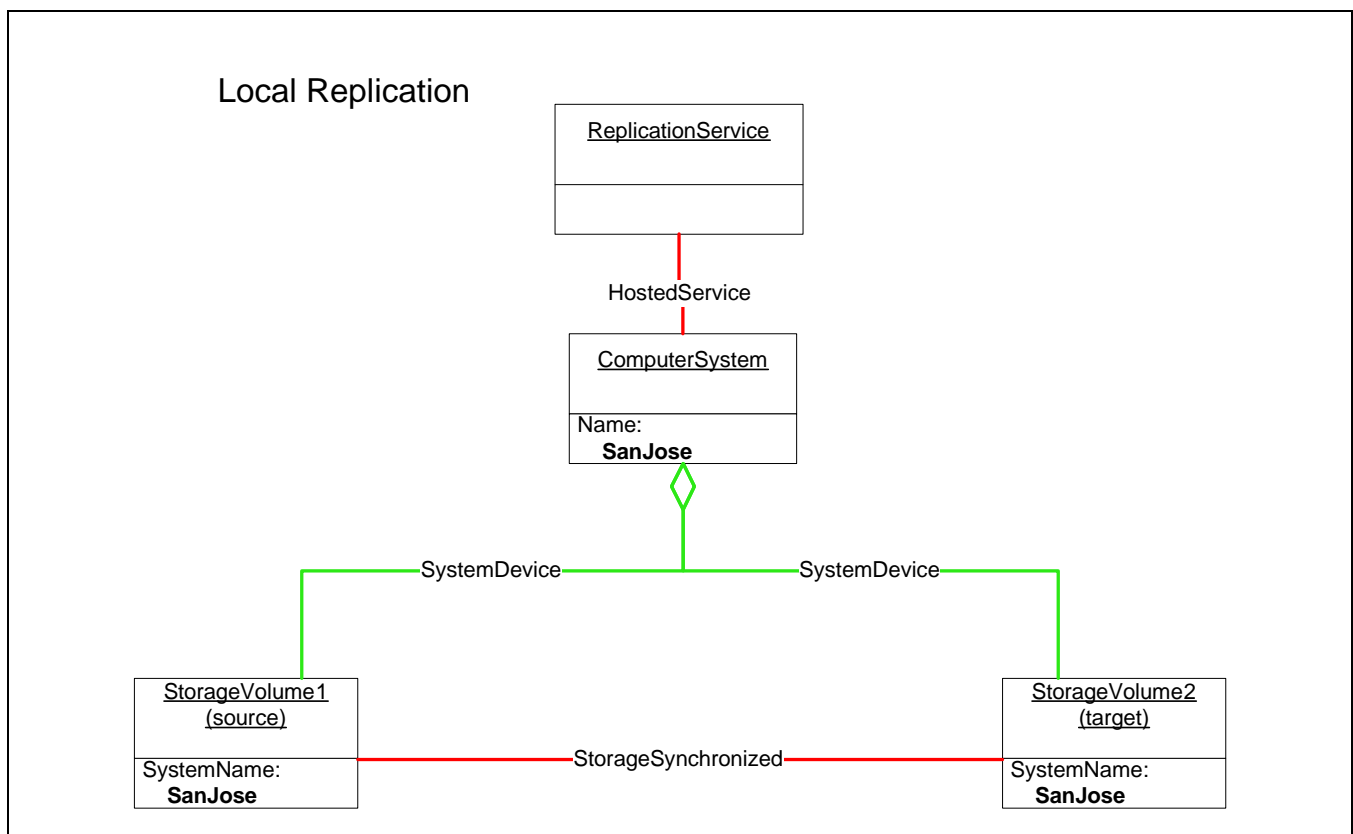 Local Replication
ReplicationService
HostedService
ComputerSystem
Name:
SanJose
SystemDevice
SystemDevice
StorageVolume1
(source)
SystemName:
SanJose
StorageSynchronized
StorageVolume2
(target)
SystemName:
SanJose